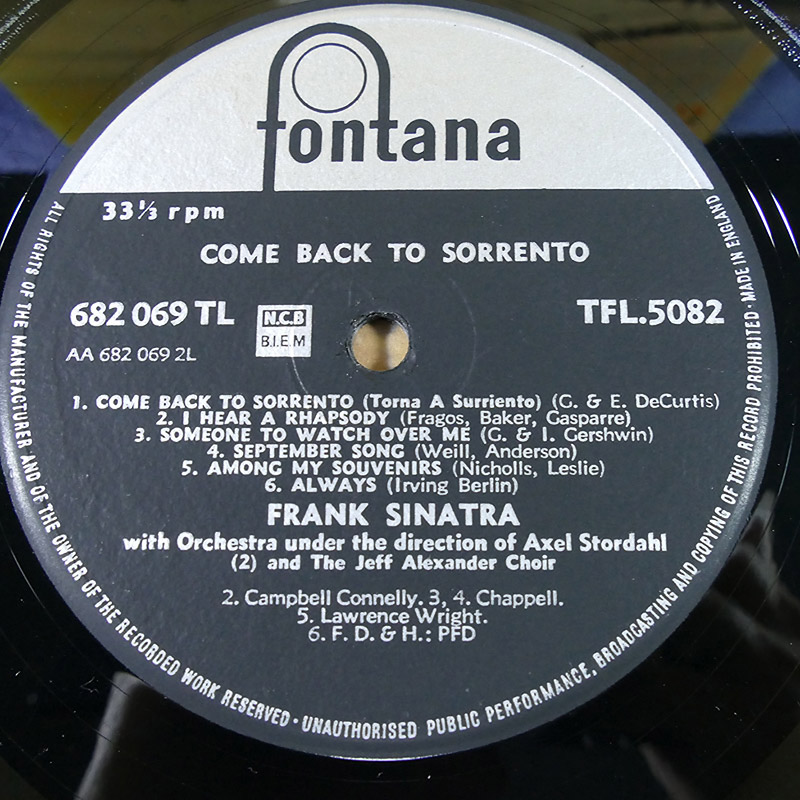 fontana
33⅓ rpm
COME BACK TO SORRENTO
682 069 TL
N.C.B
B.I.E.M
TFL.5082
AA 682 069 2L
1. COME BACK TO SORRENTO (Torna A Surriento) (G. & E. DeCurtis)
2. I HEAR A RHAPSODY (Fragos, Baker, Gasparre)
3. SOMEONE TO WATCH OVER ME (G. & I. Gershwin)
4. SEPTEMBER SONG (Weill, Anderson)
5. AMONG MY SOUVENIRS (Nicholls, Leslie)
6. ALWAYS (Irving Berlin)
FRANK SINATRA
with Orchestra under the direction of Axel Stordahl
(2) and The Jeff Alexander Choir
2. Campbell Connelly. 3, 4. Chappell.
5. Lawrence Wright.
6. F. D. & H.: PFD
ALL RIGHTS OF THE MANUFACTURER AND OF THE OWNER OF THE RECORDED WORK RESERVED · UNAUTHORISED PUBLIC PERFORMANCE, BROADCASTING AND COPYING OF THIS RECORD PROHIBITED · MADE IN ENGLAND